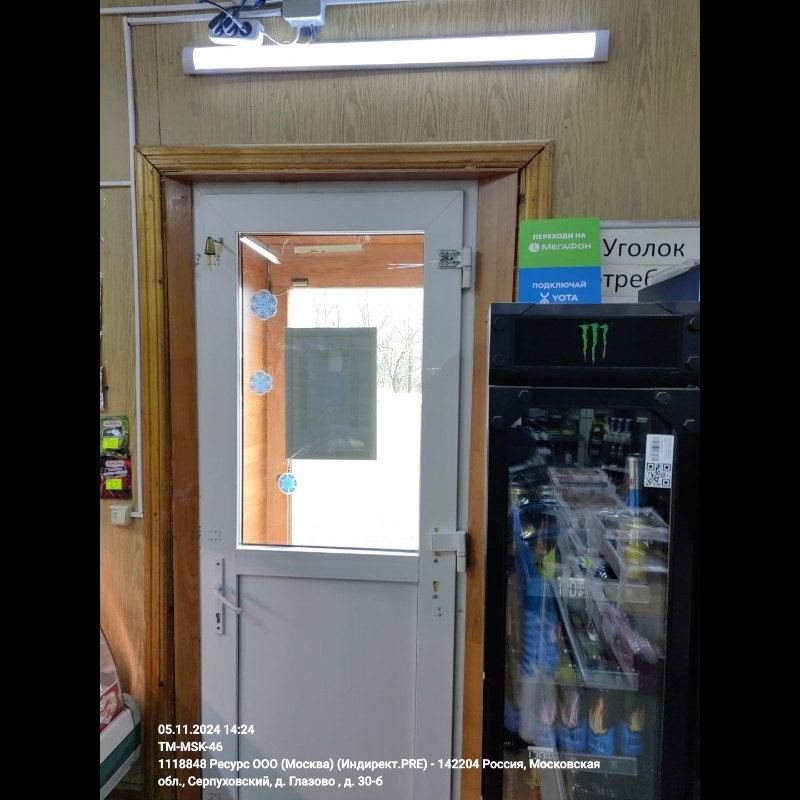 ПЕРЕХОДИ НА
МЕГАФОН
ПОДКЛЮЧАЙ
YOTA
Уголок
треб
05.11.2024 14:24
TM-MSK-46
1118848 Ресурс ООО (Москва) (Индирект.PRE) - 142204 Россия, Московская
обл., Серпуховский, д. Глазово , д. 30-б